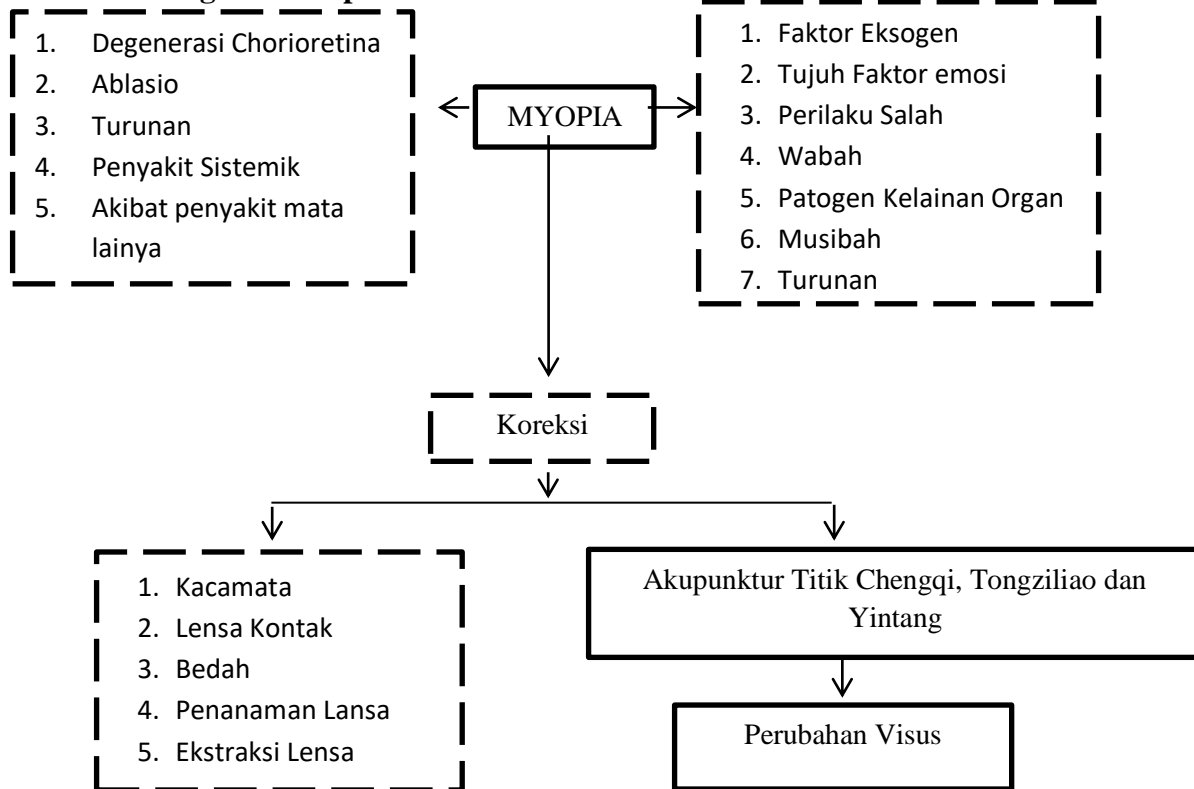 1. Degenerasi Chorioretina
2. Ablasio
3. Turunan
4. Penyakit Sistemik
5. Akibat penyakit mata
lainya
MYOPIA
1. Faktor Eksogen
2. Tujuh Faktor emosi
3. Perilaku Salah
4. Wabah
5. Patogen Kelainan Organ
6. Musibah
7. Turunan
Koreksi
1. Kacamata
2. Lensa Kontak
3. Bedah
4. Penanaman Lansa
5. Ekstraksi Lensa
Akupunktur Titik Chengqi, Tongziliao dan
Yintang
Perubahan Visus